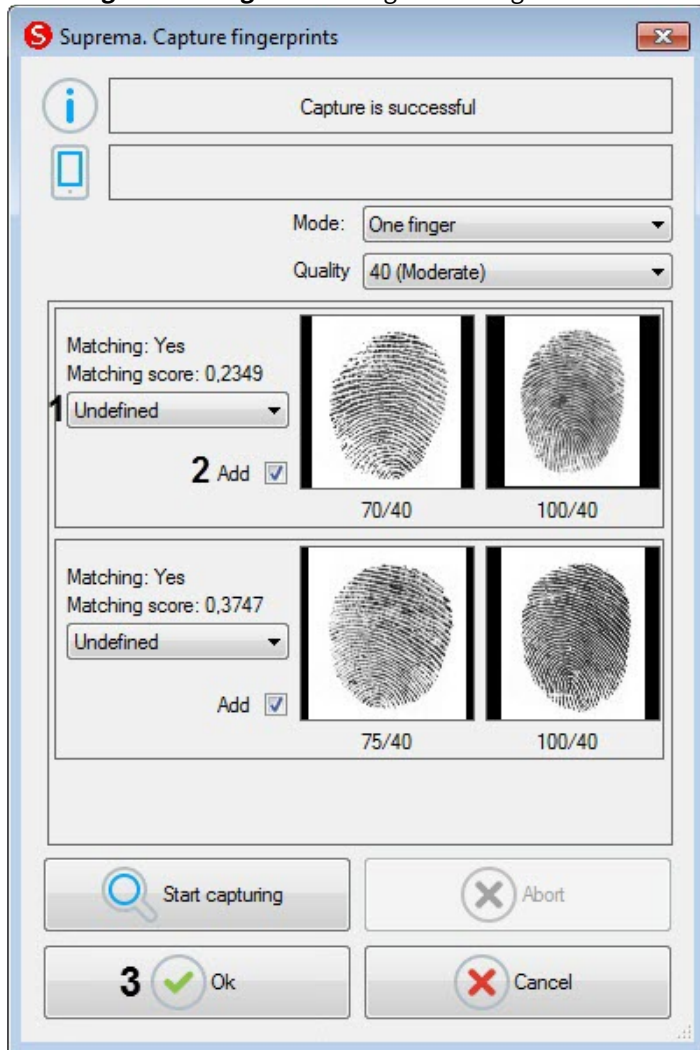 Suprema. Capture fingerprints
Capture is successful
Mode: One finger
Quality 40 (Moderate)
Matching: Yes
Matching score: 0,2349
1 Undefined
2 Add
70/40 100/40
Matching: Yes
Matching score: 0,3747
Undefined
Add
75/40 100/40
Start capturing Abort
3 Ok Cancel